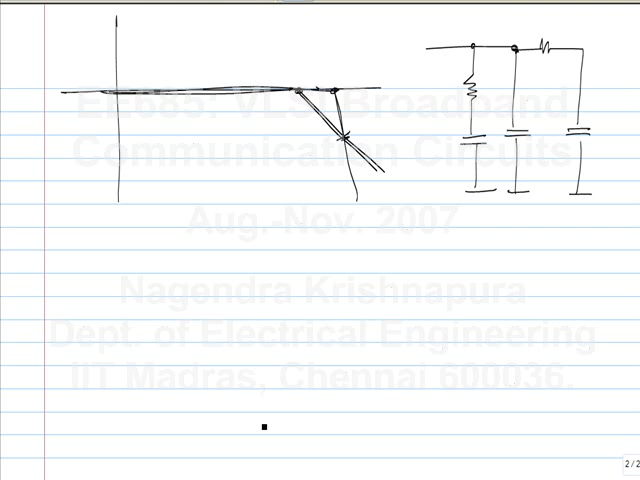 EE685: VLSI Broadband
Communication Circuits
Aug.-Nov. 2007
Nagendra Krishnapura
Dept. of Electrical Engineering
IIT Madras, Chennai 600036.
2/2